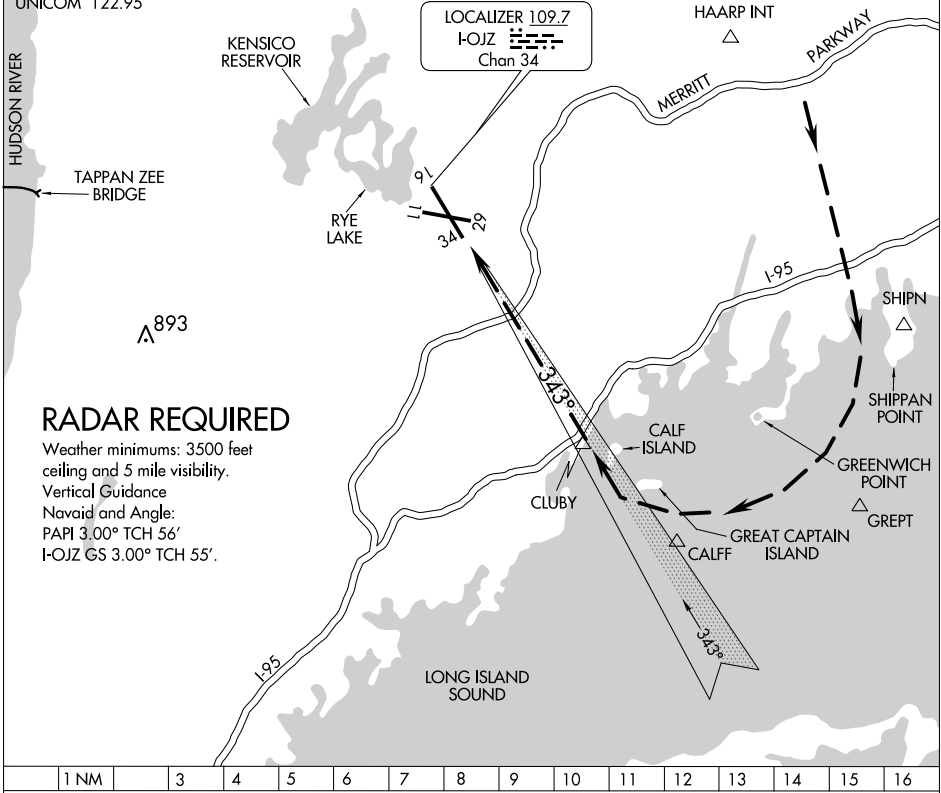 UNICOM 122.95
LOCALIZER 109.7
I-OJZ
Chan 34
HAARP INT
KENSICO
RESERVOIR
PARKWAY
MERRITT
HUDSON RIVER
TAPPAN ZEE
BRIDGE
RYE
LAKE
16
11
29
34
I-95
SHIPN
893
SHIPPAN
POINT
343°
RADAR REQUIRED
Weather minimums: 3500 feet
ceiling and 5 mile visibility.
Vertical Guidance
Navaid and Angle:
PAPI 3.00° TCH 56′
I-OJZ GS 3.00° TCH 55′.
CALF
ISLAND
GREENWICH
POINT
CLUBY
GREPT
GREAT CAPTAIN
ISLAND
CALFF
343°
I-95
LONG ISLAND
SOUND
1 NM 3 4 5 6 7 8 9 10 11 12 13 14 15 16